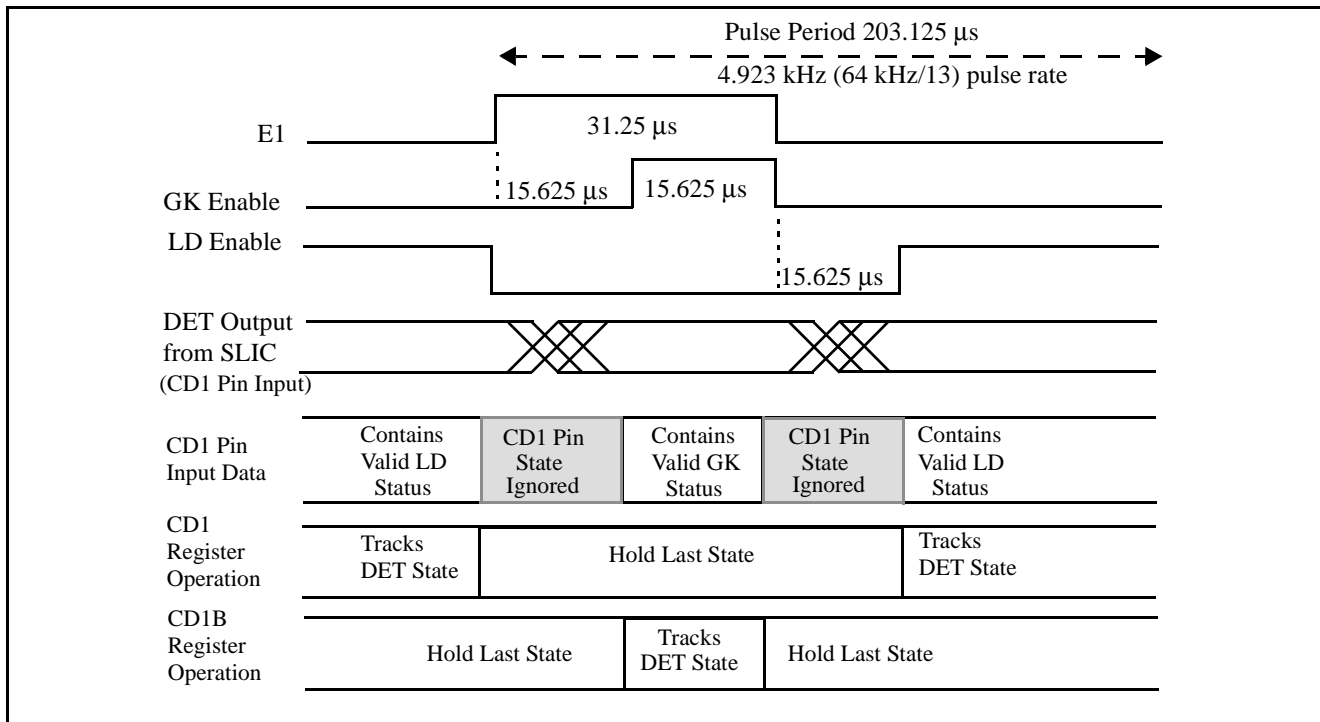 Pulse Period 203.125 µs
4.923 kHz (64 kHz/13) pulse rate
E1
31.25 µs
GK Enable
15.625 µs
15.625 µs
LD Enable
15.625 µs
DET Output
from SLIC
(CD1 Pin Input)
CD1 Pin
Input Data
Contains
Valid LD
Status
CD1 Pin
State
Ignored
Contains
Valid GK
Status
CD1 Pin
State
Ignored
Contains
Valid LD
Status
CD1
Register
Operation
Tracks
DET State
Hold Last State
Tracks
DET State
CD1B
Register
Operation
Hold Last State
Tracks
DET State
Hold Last State